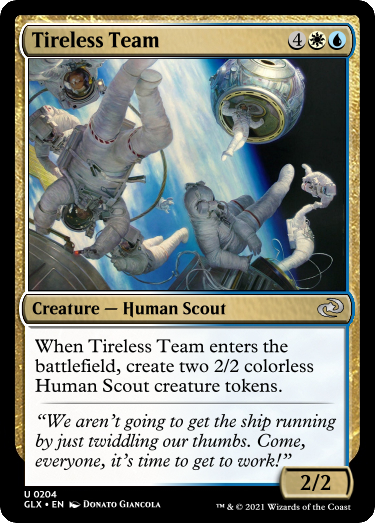 Tireless Team 4
Creature — Human Scout
When Tireless Team enters the
battlefield, create two 2/2 colorless
Human Scout creature tokens.
“We aren’t going to get the ship running
by just twiddling our thumbs. Come,
everyone, it’s time to get to work!”
2/2
U 0204
GLX • EN Donato Giancola
™ & © 2021 Wizards of the Coast